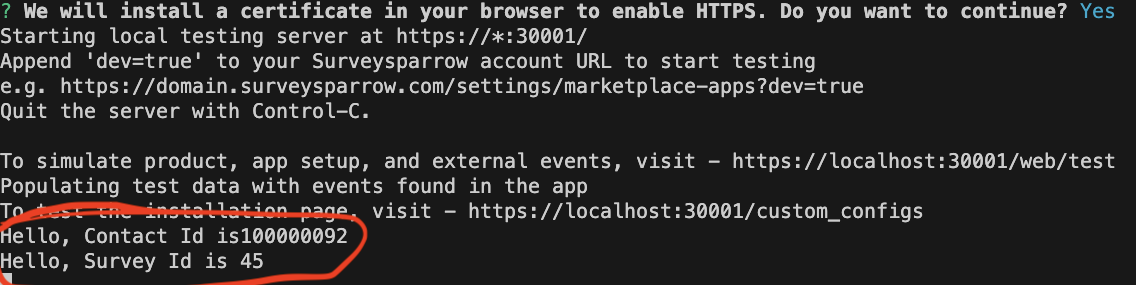 ? We will install a certificate in your browser to enable HTTPS. Do you want to continue? Yes
Starting local testing server at https://*:30001/
Append 'dev=true' to your Surveysparrow account URL to start testing
e.g. https://domain.surveysparrow.com/settings/marketplace-apps?dev=true
Quit the server with Control-C.
To simulate product, app setup, and external events, visit – https://localhost:30001/web/test
Populating test data with events found in the app
To test the installation page, visit – https://localhost:30001/custom_configs
Hello, Contact Id is100000092
Hello, Survey Id is 45